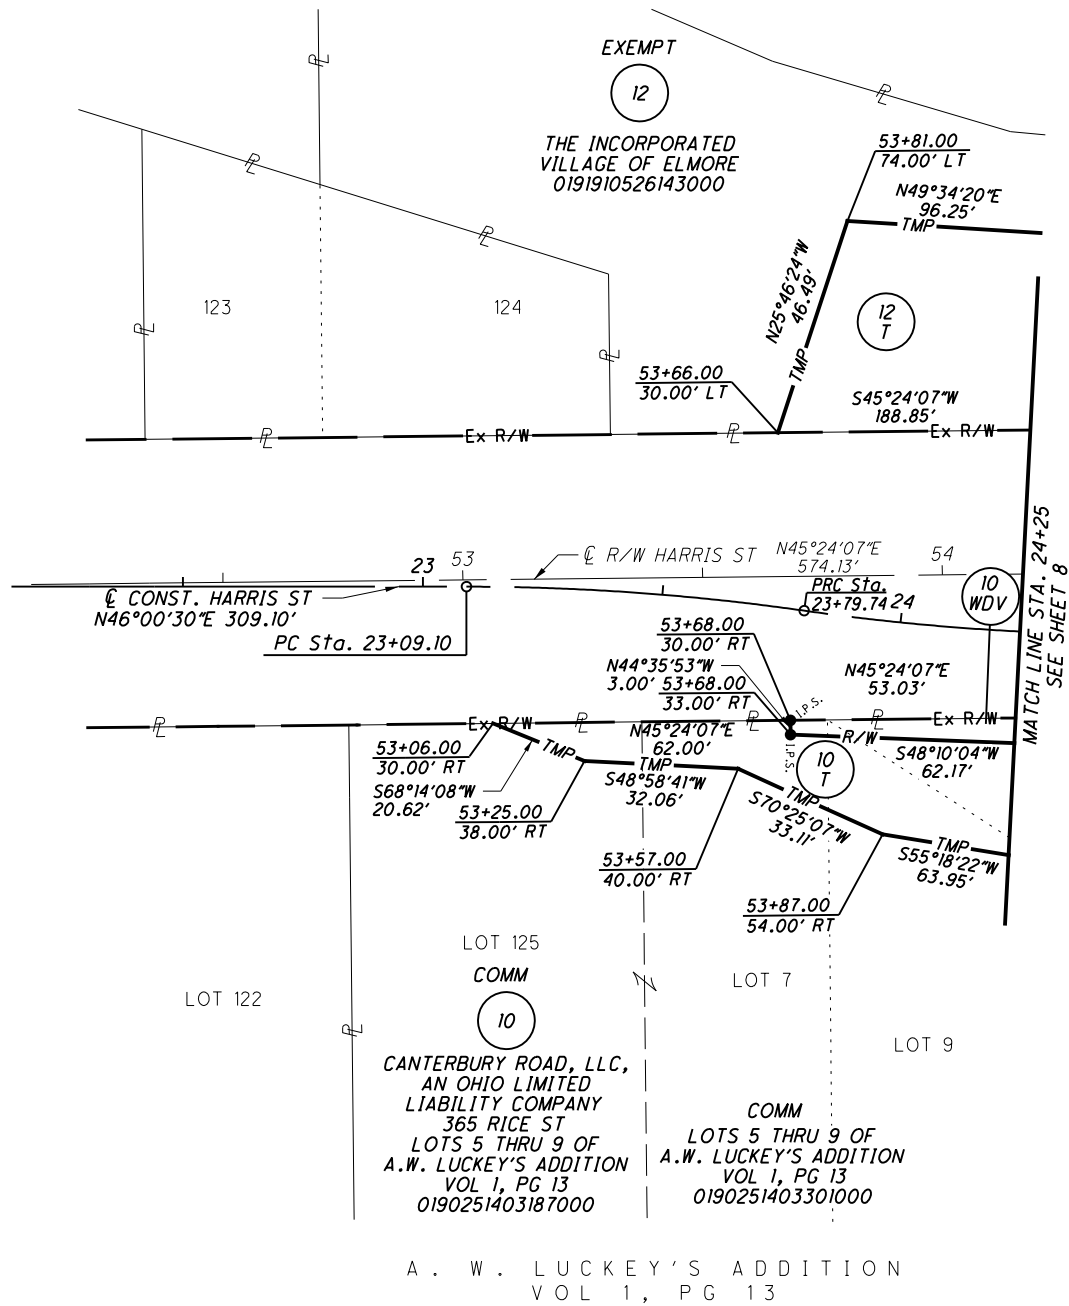 EXEMPT
12
THE INCORPORATED
VILLAGE OF ELMORE
0191910526143000
53+81.00
74.00' LT
N49°34'20"E
96.25'
TMP
N25°46'24"W
46.49'
TMP
12
T
123
124
53+66.00
30.00' LT
S45°24'07"W
188.85'
Ex R/W
Ex R/W
MATCH LINE STA. 24+25
SEE SHEET 8
℄ R/W HARRIS ST
N45°24'07"E
574.13'
54
23
53
℄ CONST. HARRIS ST
N46°00'30"E 309.10'
PC Sta. 23+09.10
PRC Sta.
23+79.74
24
10
WDV
53+68.00
30.00' RT
N44°35'53"W
3.00'
53+68.00
33.00' RT
N45°24'07"E
53.03'
I.P.S.
I.P.S.
Ex R/W
Ex R/W
R/W
N45°24'07"E
62.00'
S48°10'04"W
62.17'
53+06.00
30.00' RT
TMP
S68°14'08"W
20.62'
TMP
S48°58'41"W
32.06'
10
T
53+25.00
38.00' RT
TMP
S70°25'07"W
33.11'
TMP
S55°18'22"W
63.95'
53+57.00
40.00' RT
53+87.00
54.00' RT
LOT 125
LOT 7
LOT 122
LOT 9
COMM
10
CANTERBURY ROAD, LLC,
AN OHIO LIMITED
LIABILITY COMPANY
365 RICE ST
LOTS 5 THRU 9 OF
A.W. LUCKEY'S ADDITION
VOL 1, PG 13
0190251403187000
COMM
LOTS 5 THRU 9 OF
A.W. LUCKEY'S ADDITION
VOL 1, PG 13
0190251403301000
A. W. LUCKEY'S ADDITION
VOL 1, PG 13